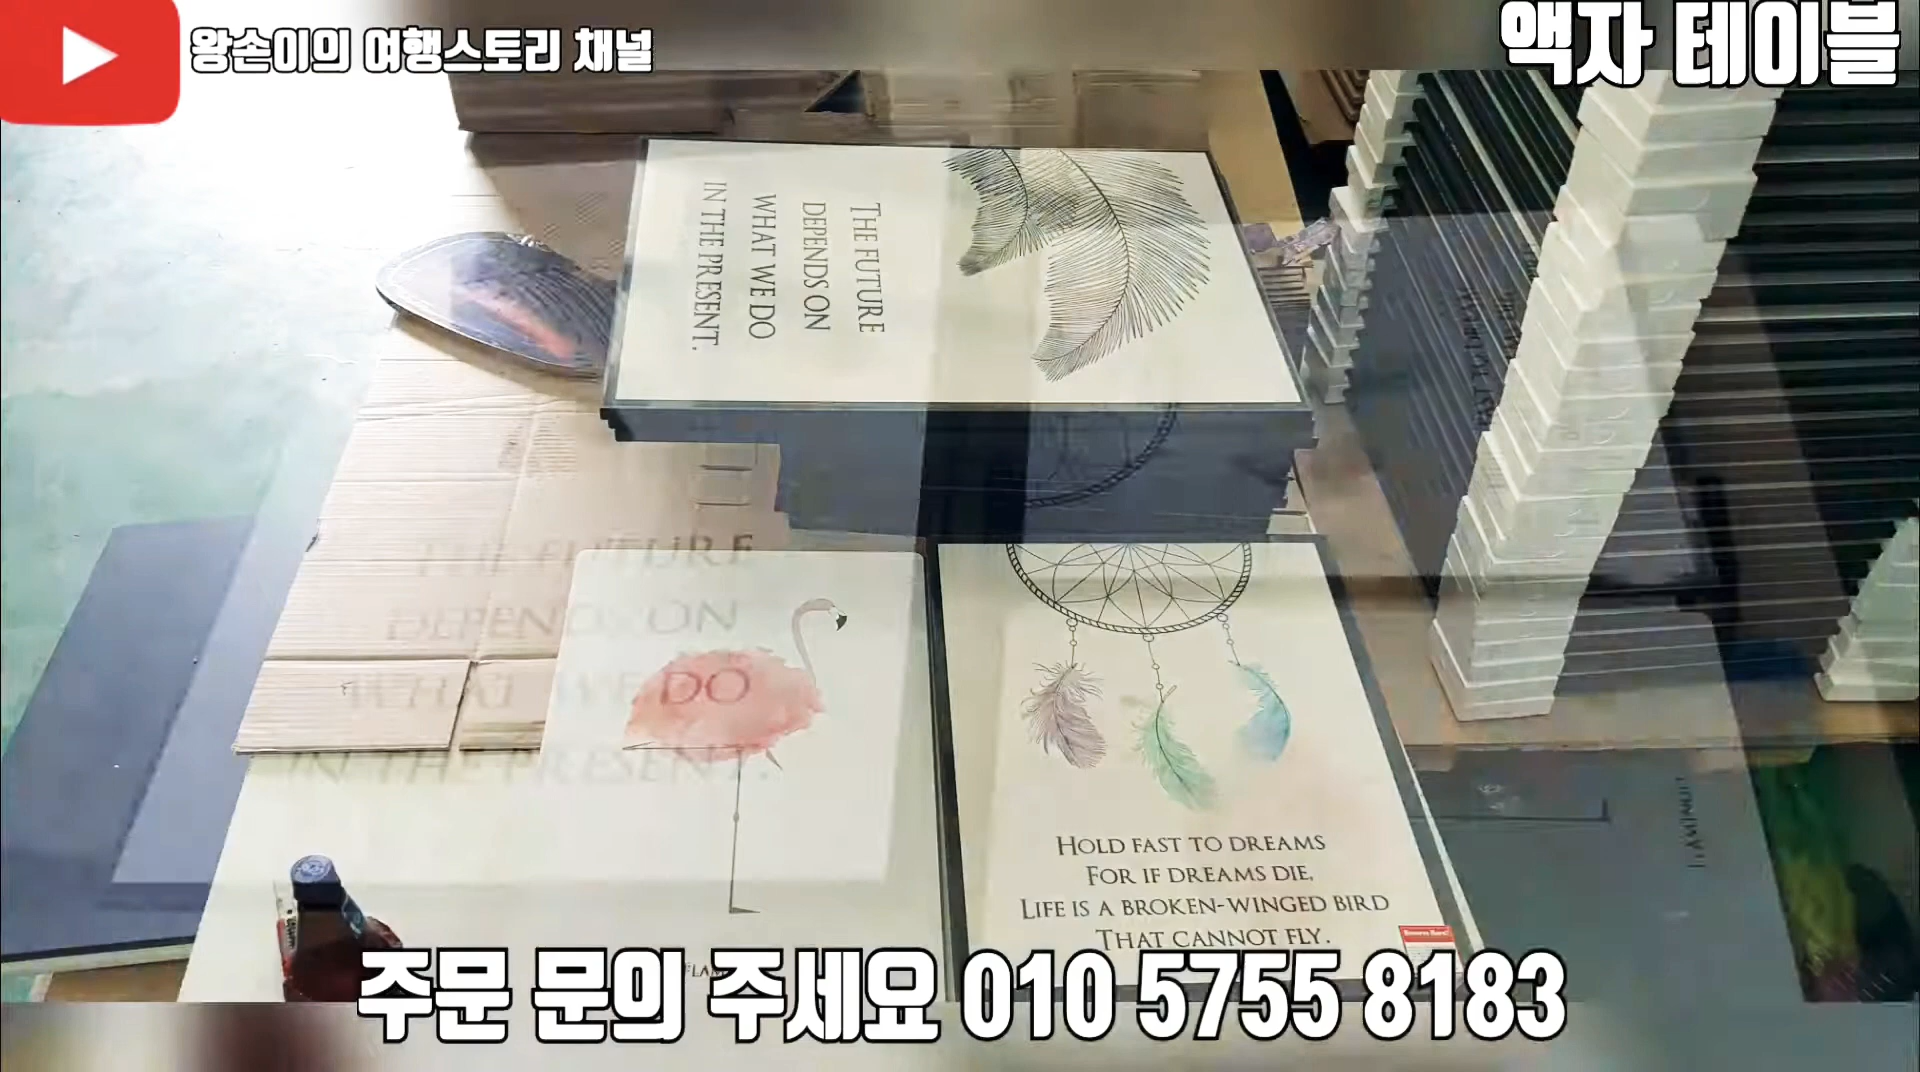 왕손이의 여행스토리 채널
액자 테이블
THE FUTURE
DEPENDS ON
WHAT WE DO
IN THE PRESENT.
THE FUTURE
DEPENDS ON
WHAT WE DO
IN THE PRESENT.
HOLD FAST TO DREAMS
FOR IF DREAMS DIE,
LIFE IS A BROKEN-WINGED BIRD
THAT CANNOT FLY.
주문 문의 주세요 010 5755 8183